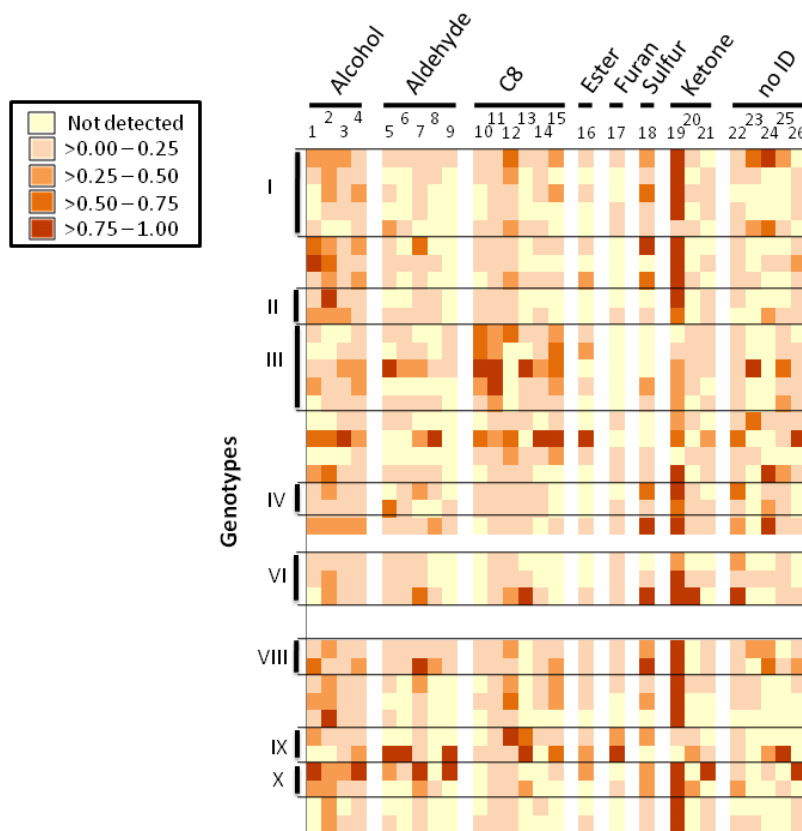 Alcohol Aldehyde C8 Ester Furan Sulfur Ketone no ID
2 4 6 8 11 13 15 20 23 25
1 3 5 7 9 10 12 14 16 17 18 19 21 22 24 26
Not detected
>0.00–0.25
>0.25–0.50
>0.50–0.75
>0.75–1.00
I
II
III
Genotypes
IV
VI
VIII
IX
X